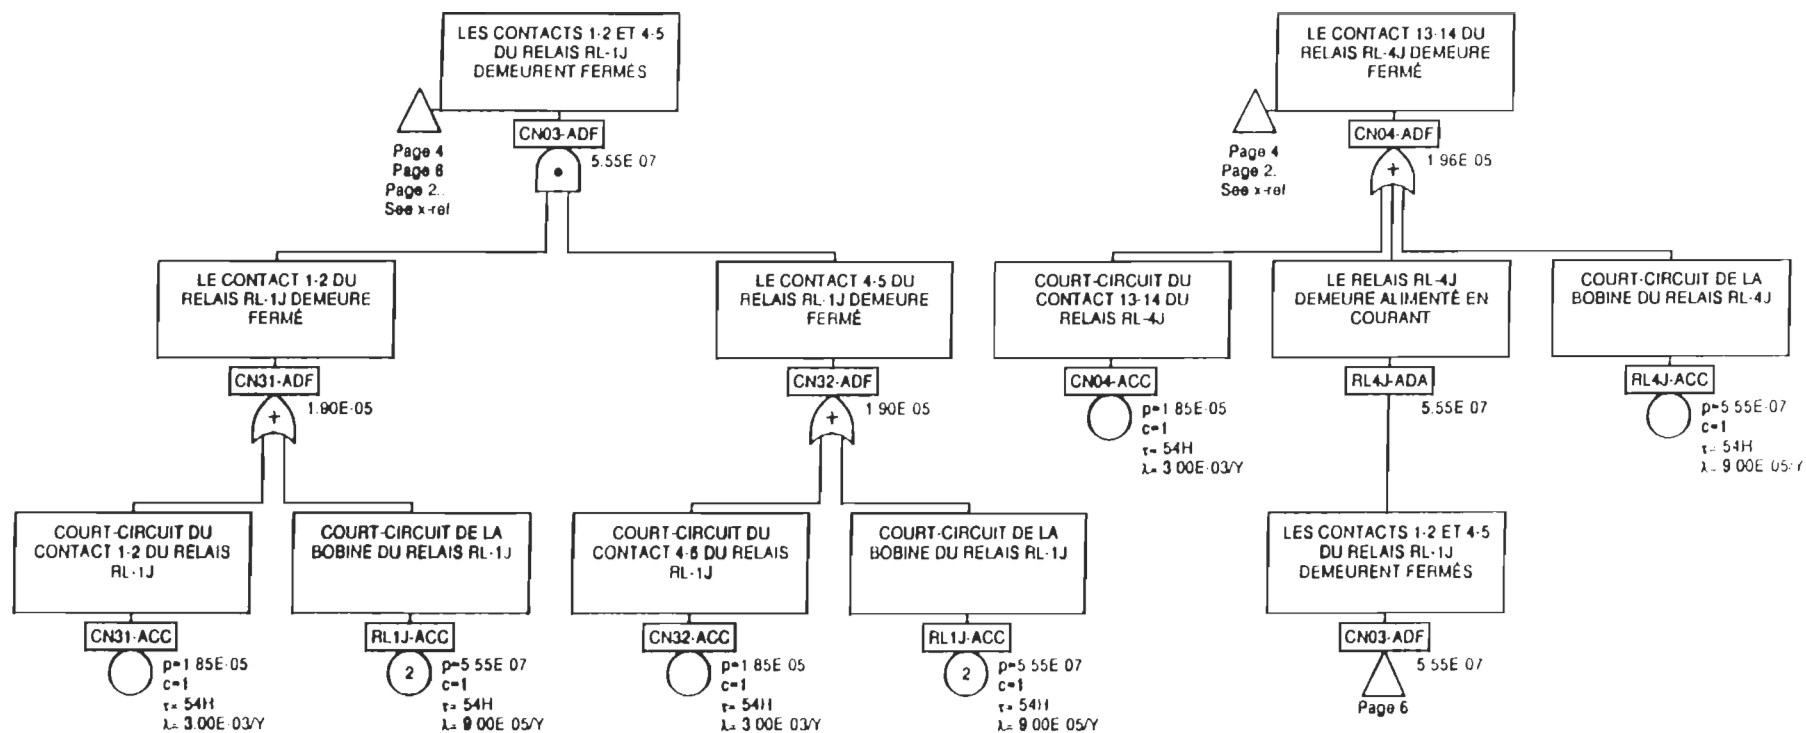 LES CONTACTS 1-2 ET 4-5
DU RELAIS RL-1J
DEMEURENT FERMÉS
CN03-ADF
5.55E 07
Page 4
Page 6
Page 2..
See x-ref
LE CONTACT 13-14 DU
RELAIS RL-4J DEMEURE
FERMÉ
CN04-ADF
1 96E 05
Page 4
Page 2.
See x-ref
LE CONTACT 1-2 DU
RELAIS RL-1J DEMEURE
FERMÉ
CN31-ADF
1.90E-05
LE CONTACT 4-5 DU
RELAIS RL-1J DEMEURE
FERMÉ
CN32-ADF
1 90E 05
COURT-CIRCUIT DU
CONTACT 13-14 DU
RELAIS RL-4J
CN04-ACC
p=1 85E-05
c=1
τ= 54H
λ= 3 00E-03/Y
LE RELAIS RL-4J
DEMEURE ALIMENTÉ EN
COURANT
RL4J-ADA
5.55E 07
COURT-CIRCUIT DE LA
BOBINE DU RELAIS RL-4J
RL4J-ACC
p=5 55E-07
c=1
τ= 54H
λ= 9 00E 05/Y
COURT-CIRCUIT DU
CONTACT 1-2 DU RELAIS
RL-1J
CN31-ACC
p=1 85E-05
c=1
τ= 54H
λ= 3.00E-03/Y
COURT-CIRCUIT DE LA
BOBINE DU RELAIS RL-1J
RL1J-ACC
2
p=5 55E 07
c=1
τ= 54H
λ= 9 00E 05/Y
COURT-CIRCUIT DU
CONTACT 4-5 DU RELAIS
RL-1J
CN32-ACC
p=1 85E 05
c=1
τ= 54H
λ= 3 00E 03/Y
COURT-CIRCUIT DE LA
BOBINE DU RELAIS RL-1J
RL1J-ACC
2
p=5 55E 07
c=1
τ= 54H
λ= 9 00E 05/Y
LES CONTACTS 1-2 ET 4-5
DU RELAIS RL-1J
DEMEURENT FERMÉS
CN03-ADF
5 55E 07
Page 6